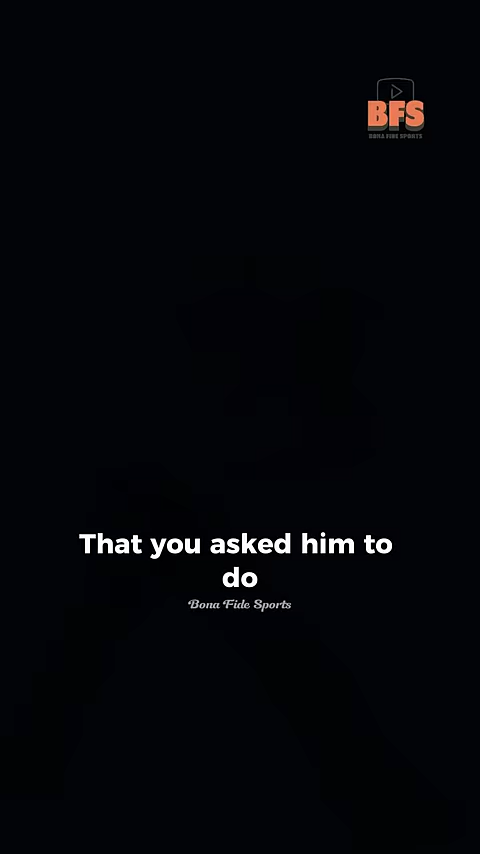 BFS
BONA FIDE SPORTS
That you asked him to
do
Bona Fide Sports